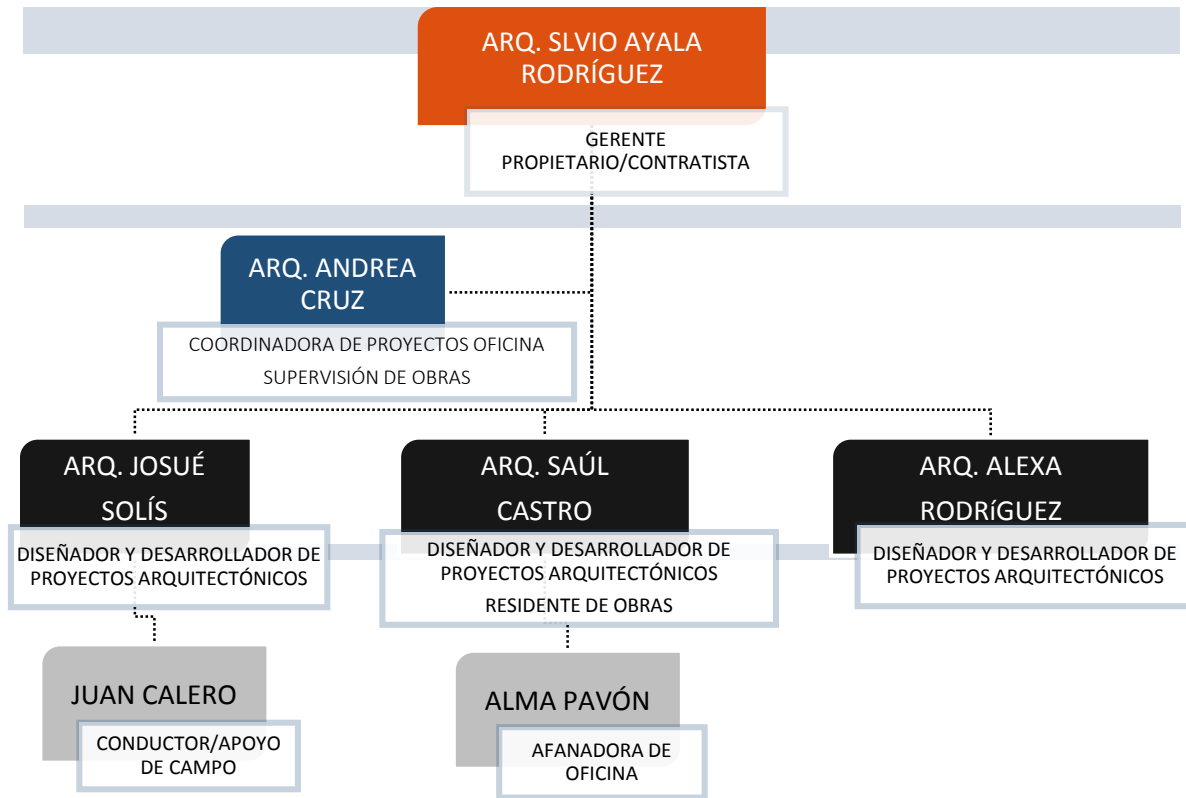 ARQ. SLVIO AYALA
RODRÍGUEZ
GERENTE
PROPIETARIO/CONTRATISTA
ARQ. ANDREA
CRUZ
COORDINADORA DE PROYECTOS OFICINA
SUPERVISIÓN DE OBRAS
ARQ. JOSUÉ
SOLÍS
DISEÑADOR Y DESARROLLADOR DE
PROYECTOS ARQUITECTÓNICOS
ARQ. SAÚL
CASTRO
DISEÑADOR Y DESARROLLADOR DE
PROYECTOS ARQUITECTÓNICOS
RESIDENTE DE OBRAS
ARQ. ALEXA
RODRíGUEZ
DISEÑADOR Y DESARROLLADOR DE
PROYECTOS ARQUITECTÓNICOS
JUAN CALERO
CONDUCTOR/APOYO
DE CAMPO
ALMA PAVÓN
AFANADORA DE
OFICINA